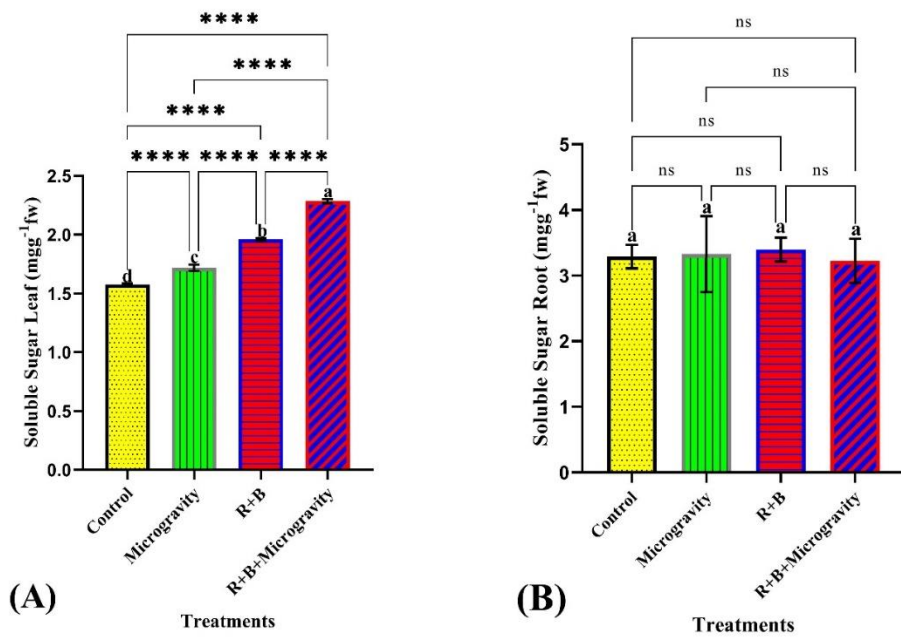 ****
****
****
**** **** ****
Soluble Sugar Leaf (mgg⁻¹fw)
2.5
2.0
1.5
1.0
0.5
0.0
d
c
b
a
Control
Microgravity
R+B
R+B+Microgravity
(A)
Treatments
ns
ns
ns
ns ns ns
Soluble Sugar Root (mgg⁻¹fw)
5
4
3
2
1
0
a
a
a
a
Control
Microgravity
R+B
R+B+Microgravity
(B)
Treatments